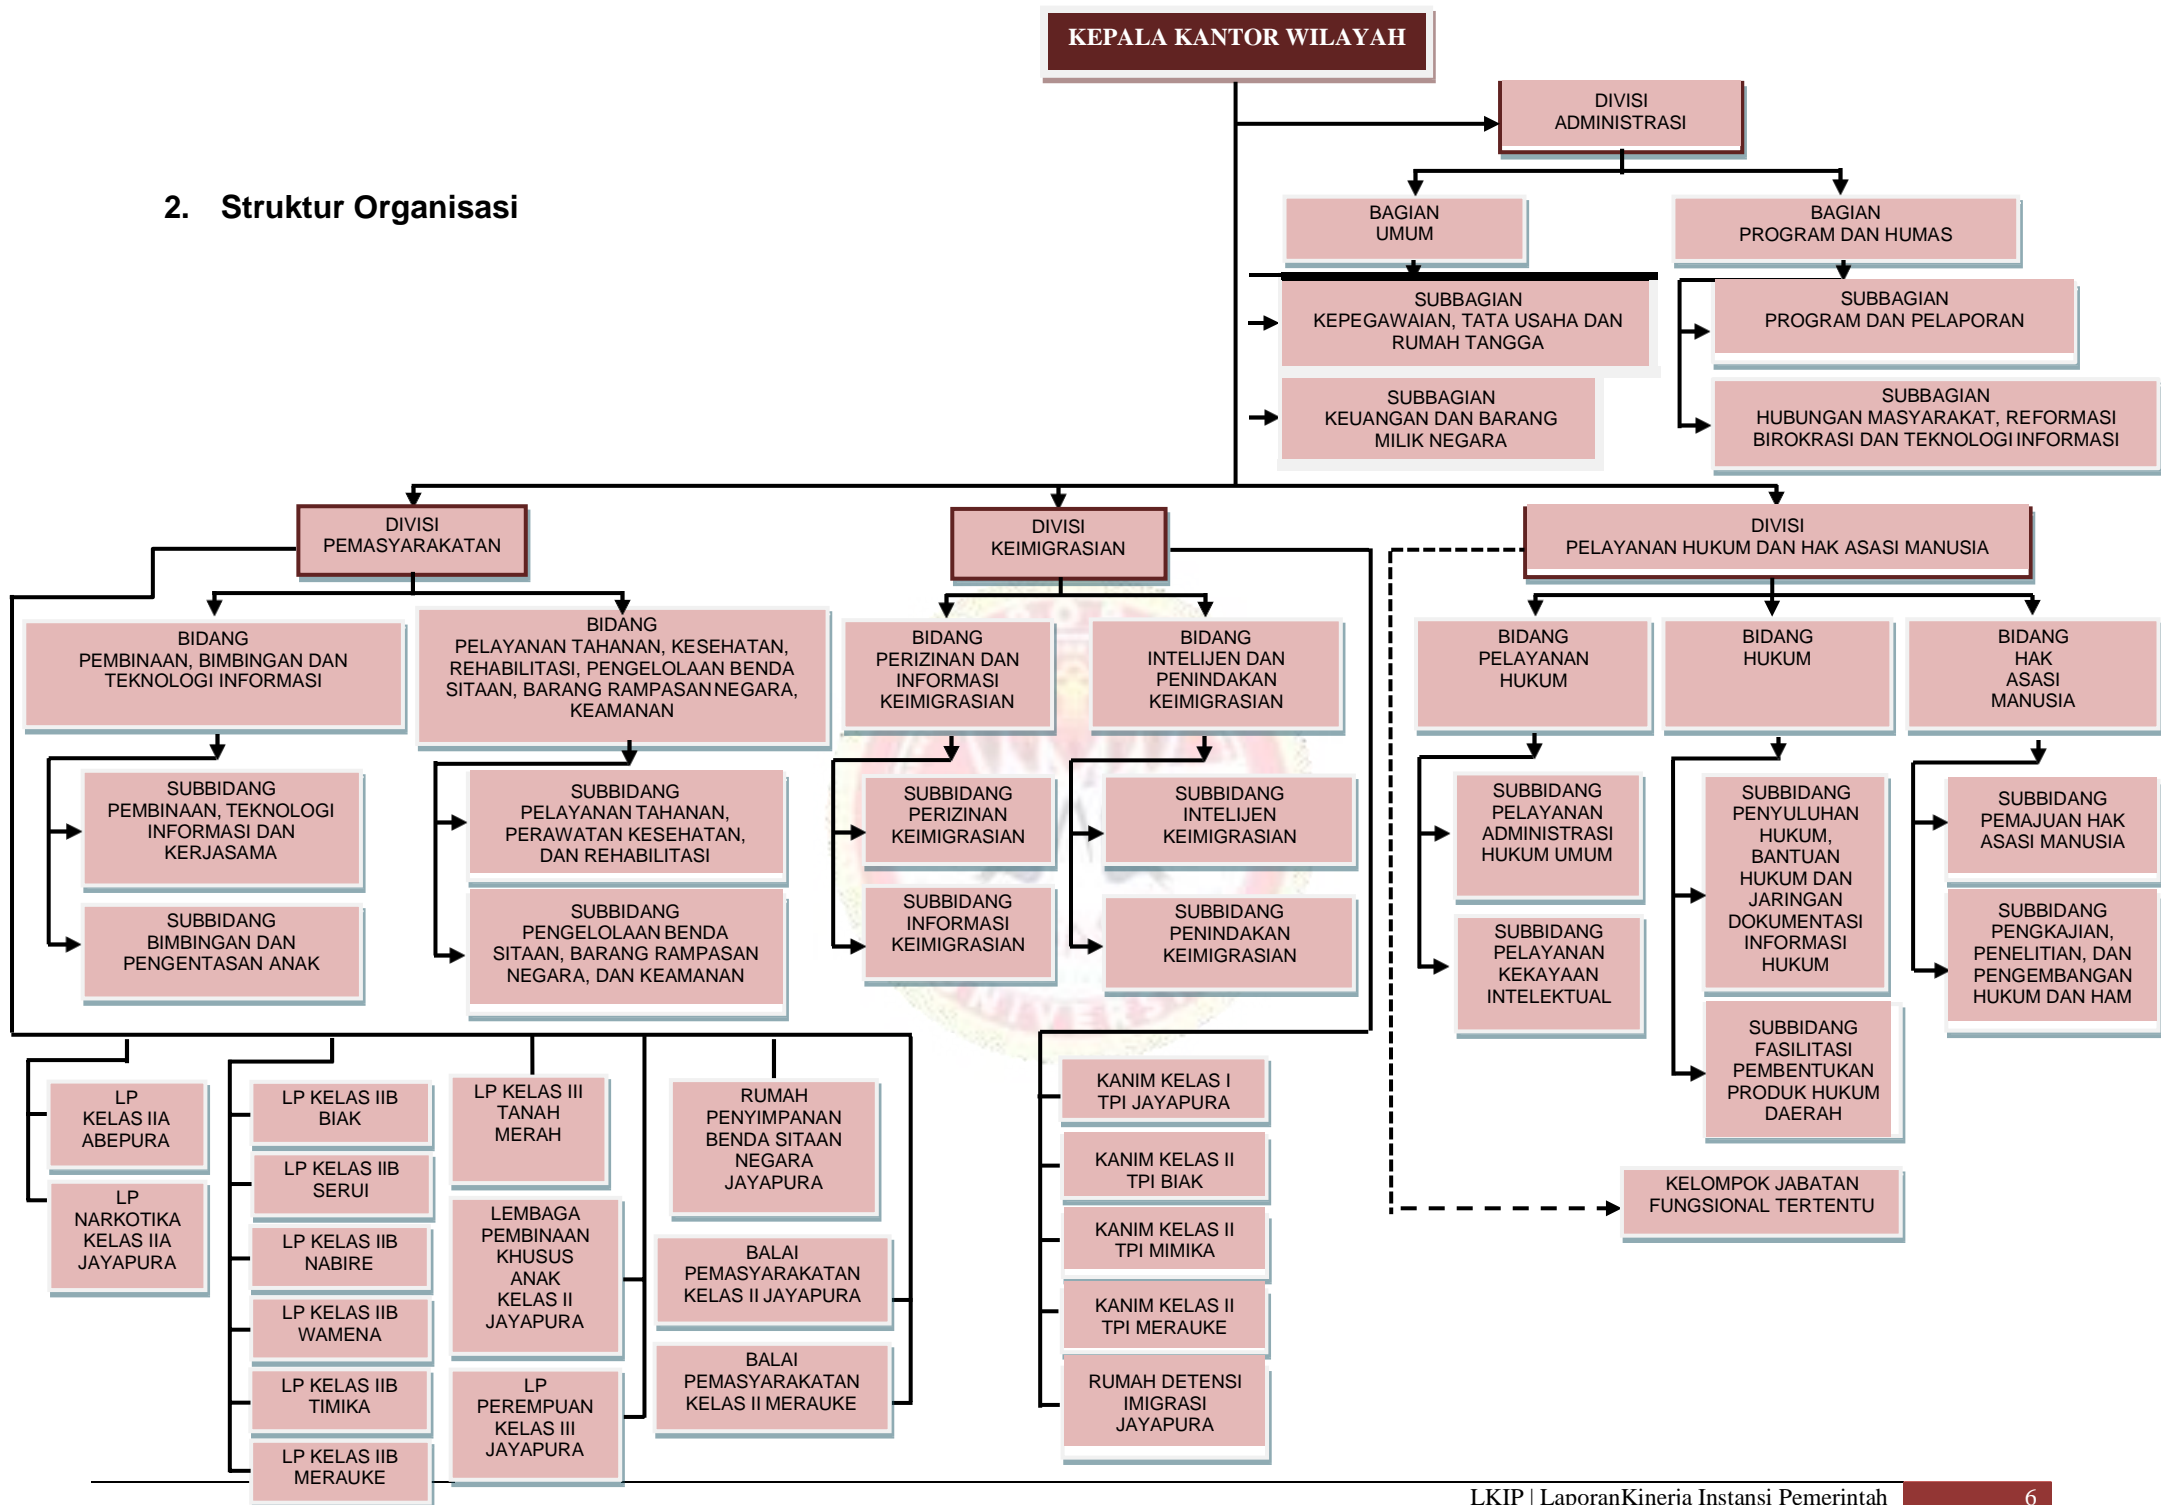 KEPALA KANTOR WILAYAH
DIVISI
ADMINISTRASI
2. Struktur Organisasi
BAGIAN
UMUM
BAGIAN
PROGRAM DAN HUMAS
SUBBAGIAN
KEPEGAWAIAN, TATA USAHA DAN
RUMAH TANGGA
SUBBAGIAN
PROGRAM DAN PELAPORAN
SUBBAGIAN
KEUANGAN DAN BARANG
MILIK NEGARA
SUBBAGIAN
HUBUNGAN MASYARAKAT, REFORMASI
BIROKRASI DAN TEKNOLOGI INFORMASI
DIVISI
PEMASYARAKATAN
DIVISI
KEIMIGRASIAN
DIVISI
PELAYANAN HUKUM DAN HAK ASASI MANUSIA
BIDANG
PEMBINAAN, BIMBINGAN DAN
TEKNOLOGI INFORMASI
BIDANG
PELAYANAN TAHANAN, KESEHATAN,
REHABILITASI, PENGELOLAAN BENDA
SITAAN, BARANG RAMPASAN NEGARA,
KEAMANAN
BIDANG
PERIZINAN DAN
INFORMASI
KEIMIGRASIAN
BIDANG
INTELIJEN DAN
PENINDAKAN
KEIMIGRASIAN
BIDANG
PELAYANAN
HUKUM
BIDANG
HUKUM
BIDANG
HAK
ASASI
MANUSIA
SUBBIDANG
PEMBINAAN, TEKNOLOGI
INFORMASI DAN
KERJASAMA
SUBBIDANG
PELAYANAN TAHANAN,
PERAWATAN KESEHATAN,
DAN REHABILITASI
SUBBIDANG
PERIZINAN
KEIMIGRASIAN
SUBBIDANG
INTELIJEN
KEIMIGRASIAN
SUBBIDANG
PELAYANAN
ADMINISTRASI
HUKUM UMUM
SUBBIDANG
PENYULUHAN
HUKUM,
BANTUAN
HUKUM DAN
JARINGAN
DOKUMENTASI
INFORMASI
HUKUM
SUBBIDANG
PEMAJUAN HAK
ASASI MANUSIA
SUBBIDANG
BIMBINGAN DAN
PENGENTASAN ANAK
SUBBIDANG
PENGELOLAAN BENDA
SITAAN, BARANG RAMPASAN
NEGARA, DAN KEAMANAN
SUBBIDANG
INFORMASI
KEIMIGRASIAN
SUBBIDANG
PENINDAKAN
KEIMIGRASIAN
SUBBIDANG
PELAYANAN
KEKAYAAN
INTELEKTUAL
SUBBIDANG
PENGKAJIAN,
PENELITIAN, DAN
PENGEMBANGAN
HUKUM DAN HAM
SUBBIDANG
FASILITASI
PEMBENTUKAN
PRODUK HUKUM
DAERAH
LP
KELAS IIA
ABEPURA
LP
NARKOTIKA
KELAS IIA
JAYAPURA
LP KELAS IIB
BIAK
LP KELAS IIB
SERUI
LP KELAS IIB
NABIRE
LP KELAS IIB
WAMENA
LP KELAS IIB
TIMIKA
LP KELAS IIB
MERAUKE
LP KELAS III
TANAH
MERAH
LEMBAGA
PEMBINAAN
KHUSUS
ANAK
KELAS II
JAYAPURA
LP
PEREMPUAN
KELAS III
JAYAPURA
RUMAH
PENYIMPANAN
BENDA SITAAN
NEGARA
JAYAPURA
BALAI
PEMASYARAKATAN
KELAS II JAYAPURA
BALAI
PEMASYARAKATAN
KELAS II MERAUKE
KANIM KELAS I
TPI JAYAPURA
KANIM KELAS II
TPI BIAK
KANIM KELAS II
TPI MIMIKA
KANIM KELAS II
TPI MERAUKE
RUMAH DETENSI
IMIGRASI
JAYAPURA
KELOMPOK JABATAN
FUNGSIONAL TERTENTU
LKIP | LaporanKinerja Instansi Pemerintah 6